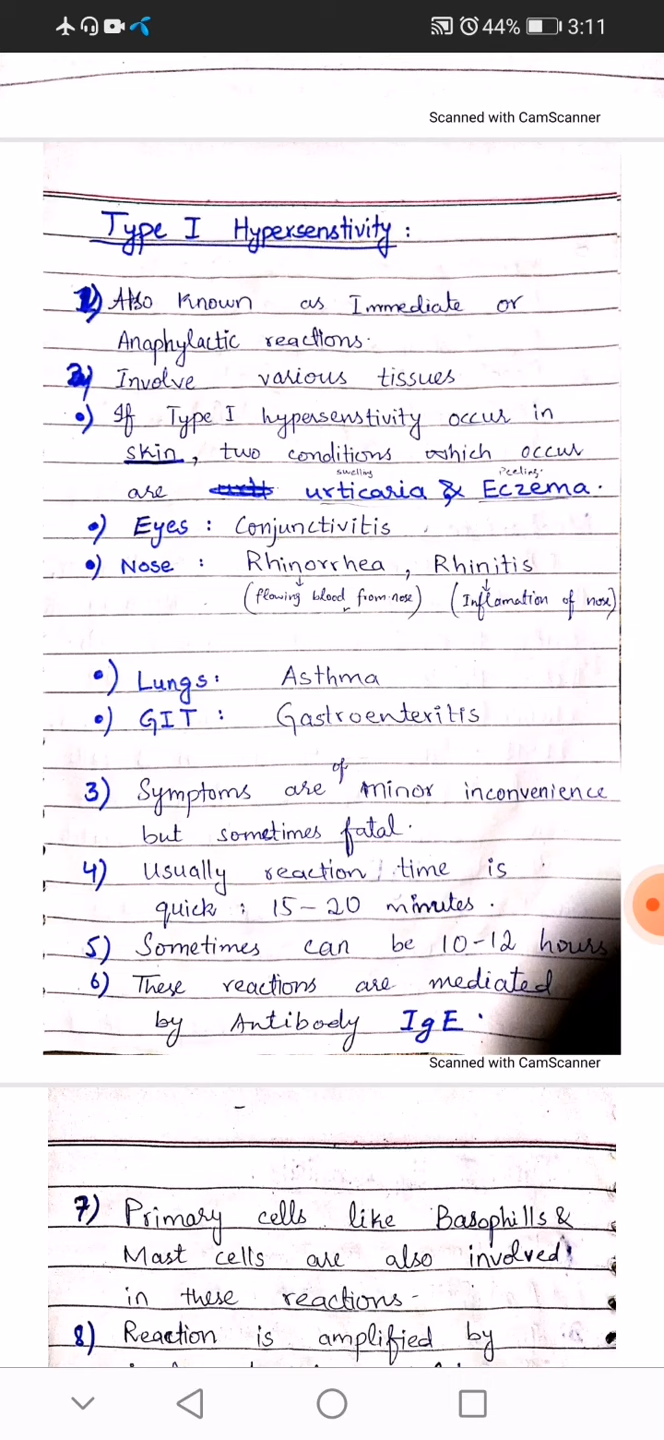 44% 3:11
Scanned with CamScanner
Type I Hypersenstivity :
1) Also Known as Immediate or
Anaphylactic reactions.
2) Involve various tissues
•) If Type I hypersenstivity occur in
skin, two conditions which occur
swelling Peeling.
are urticaria & Eczema.
•) Eyes : Conjunctivitis
•) Nose : Rhinorrhea , Rhinitis
(flowing blood from nose) (Inflamation of nose)
•) Lungs: Asthma
•) GIT : Gastroenteritis
of
3) Symptoms are minor inconvenience
but sometimes fatal.
4) Usually reaction time is
quick ; 15-20 minutes.
5) Sometimes can be 10-12 hours
6) These reactions are mediated
by Antibody IgE.
Scanned with CamScanner
7) Primary cells like Basophills &
Mast cells are also involved
in these reactions-
8) Reaction is amplified by